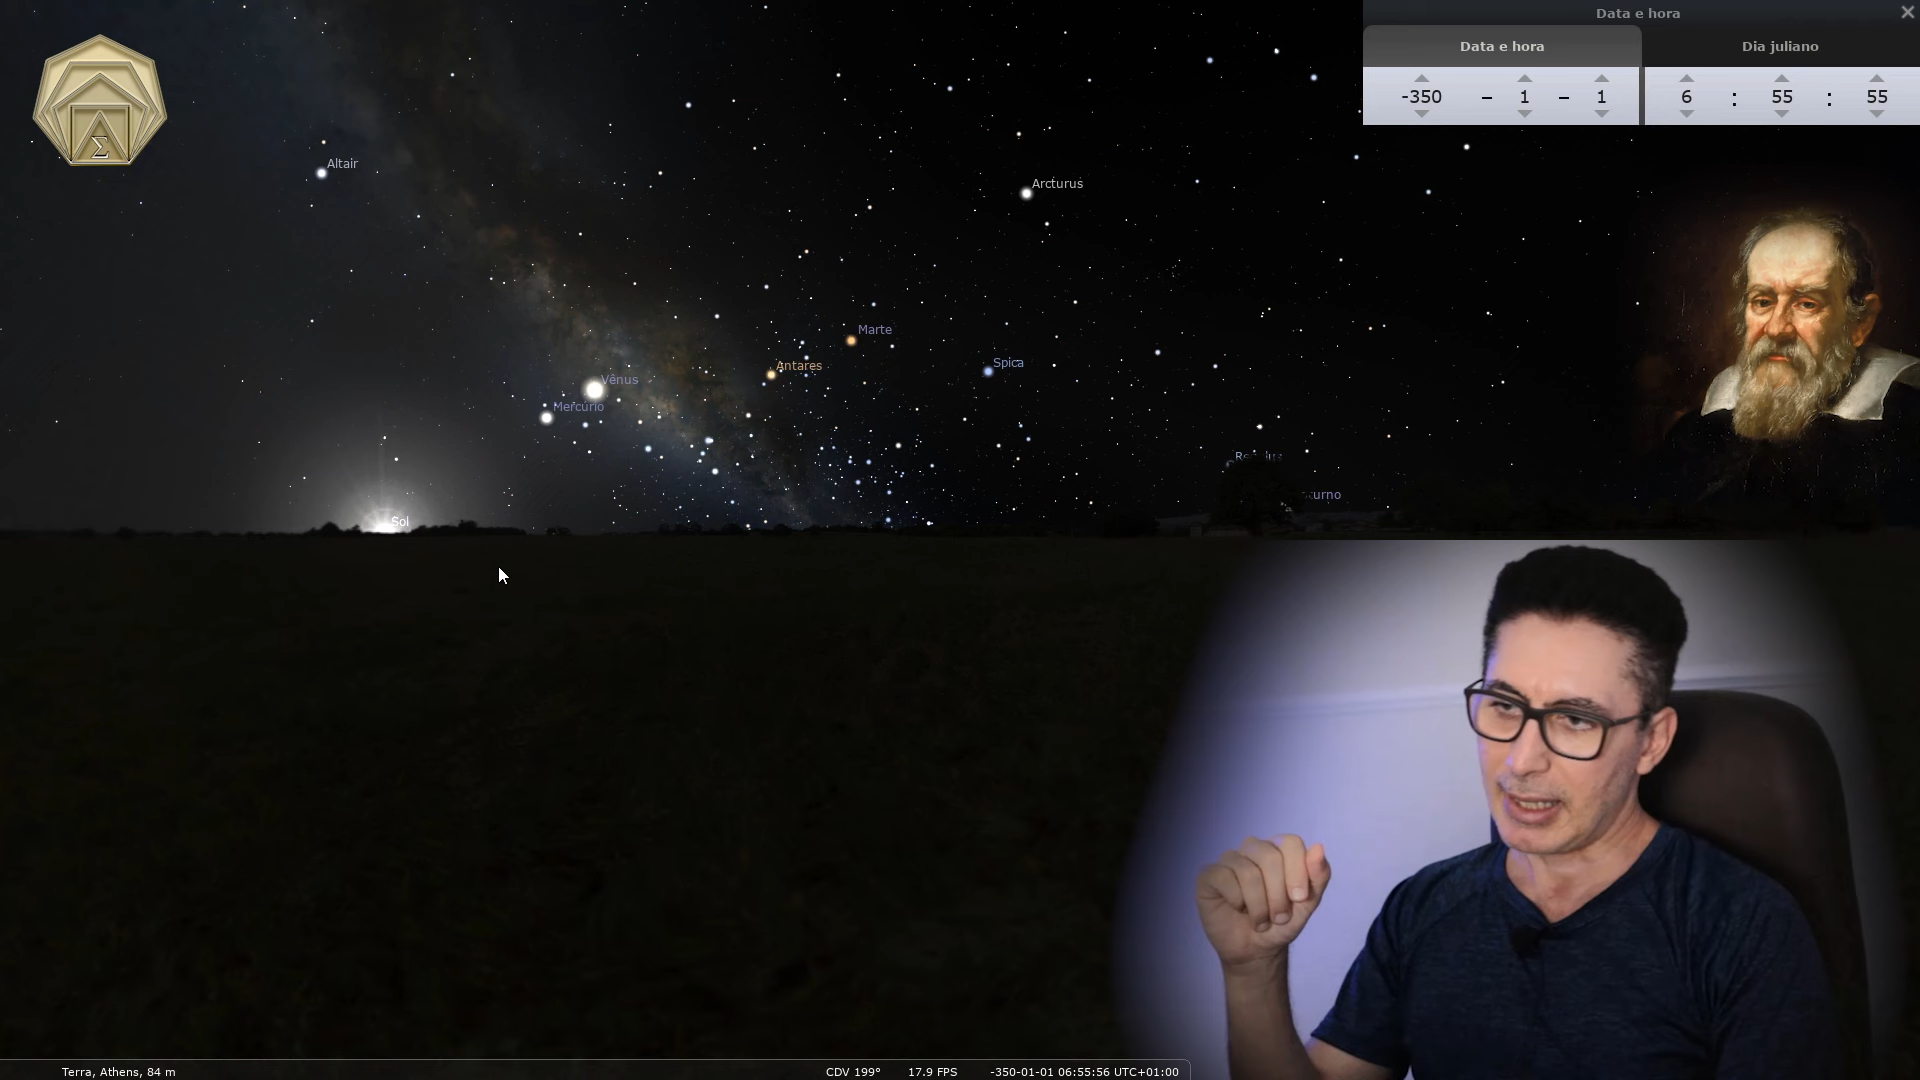 Data e hora
Data e hora
Dia juliano
-350 – 1 – 1
6 : 55 : 55
Altair
Arcturus
Marte
Antares
Spica
Vênus
Mercúrio
Sol
Σ
Terra, Athens, 84 m
CDV 199°
17.9 FPS
-350-01-01 06:55:56 UTC+01:00